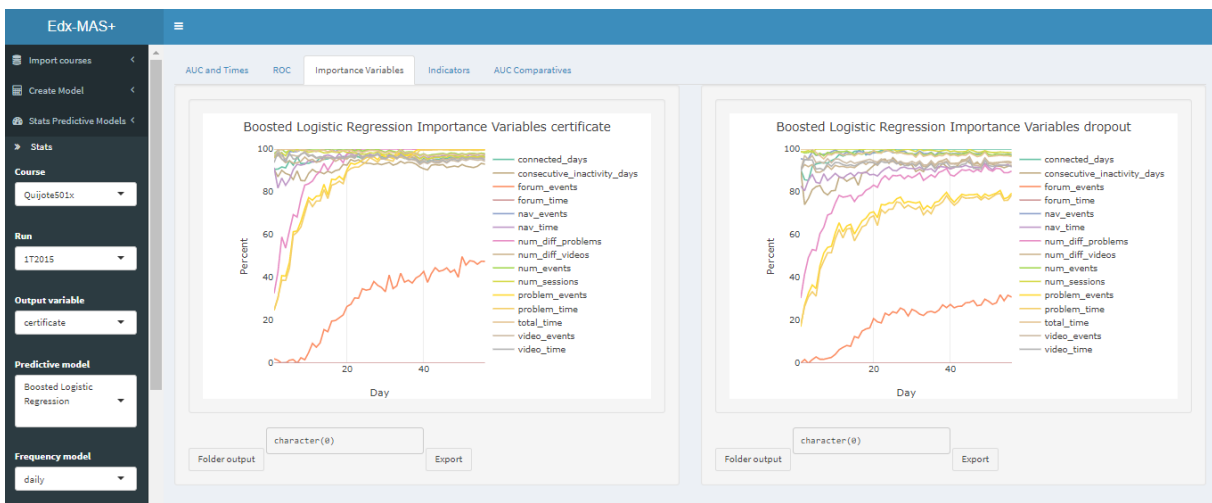 Edx-MAS+
Import courses
Create Model
Stats Predictive Models
Stats
Course
Quijote501x
Run
1T2015
Output variable
certificate
Predictive model
Boosted Logistic
Regression
Frequency model
daily
AUC and Times ROC Importance Variables Indicators AUC Comparatives
Boosted Logistic Regression Importance Variables certificate
100
80
60
40
20
0
Percent
20 40
Day
connected_days
consecutive_inactivity_days
forum_events
forum_time
nav_events
nav_time
num_diff_problems
num_diff_videos
num_events
num_sessions
problem_events
problem_time
total_time
video_events
video_time
Folder output
character(0)
Export
Boosted Logistic Regression Importance Variables dropout
100
80
60
40
20
0
Percent
20 40
Day
connected_days
consecutive_inactivity_days
forum_events
forum_time
nav_events
nav_time
num_diff_problems
num_diff_videos
num_events
num_sessions
problem_events
problem_time
total_time
video_events
video_time
Folder output
character(0)
Export